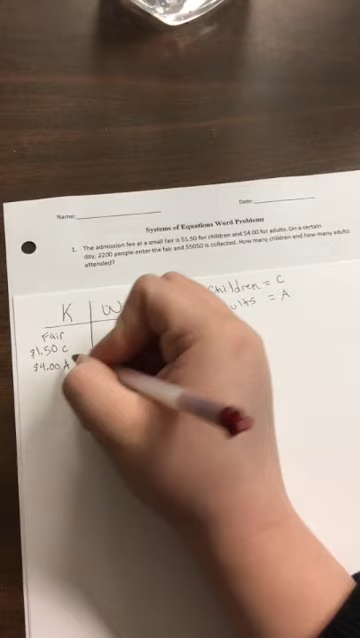 Name:
Date:
Systems of Equations Word Problems
1. The admission fee at a small fair is $1.50 for children and $4.00 for adults. On a certain
day, 2200 people enter the fair and $5050 is collected. How many children and how many adults
attended?
K W
Fair
$1.50 C
$4.00 A
children = C
= A